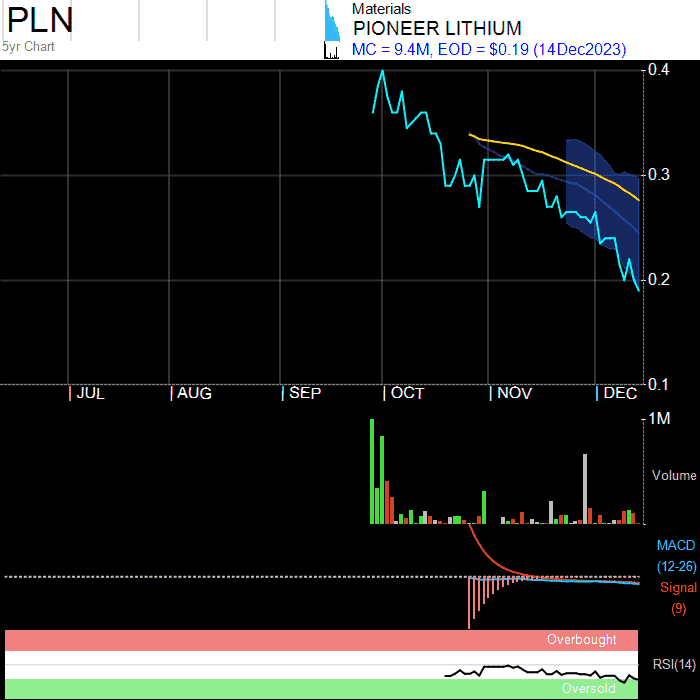 PLN
5yr Chart
Materials
PIONEER LITHIUM
MC = 9.4M, EOD = $0.19 (14Dec2023)
0.4
0.3
0.2
0.1
JUL AUG SEP OCT NOV DEC
1M
Volume
MACD
(12-26)
Signal
(9)
Overbought
RSI(14)
Oversold